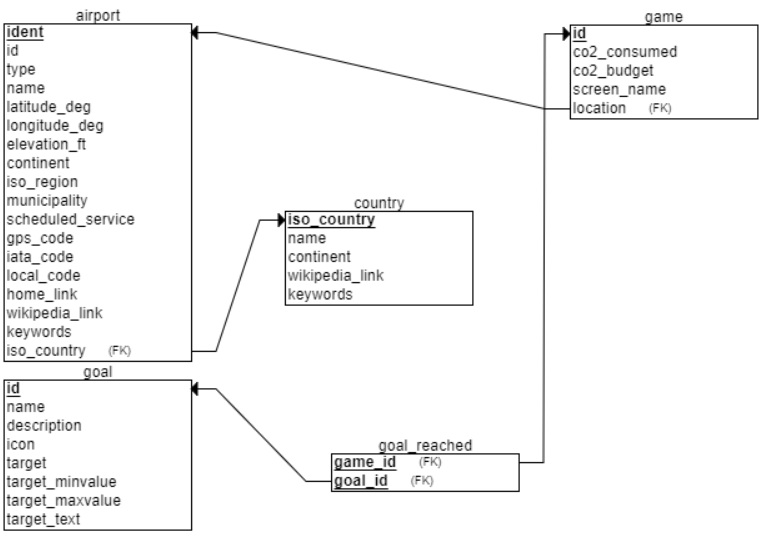 airport
ident
id
type
name
latitude_deg
longitude_deg
elevation_ft
continent
iso_region
municipality
scheduled_service
gps_code
iata_code
local_code
home_link
wikipedia_link
keywords
iso_country (FK)
game
id
co2_consumed
co2_budget
screen_name
location (FK)
country
iso_country
name
continent
wikipedia_link
keywords
goal
id
name
description
icon
target
target_minvalue
target_maxvalue
target_text
goal_reached
game_id (FK)
goal_id (FK)